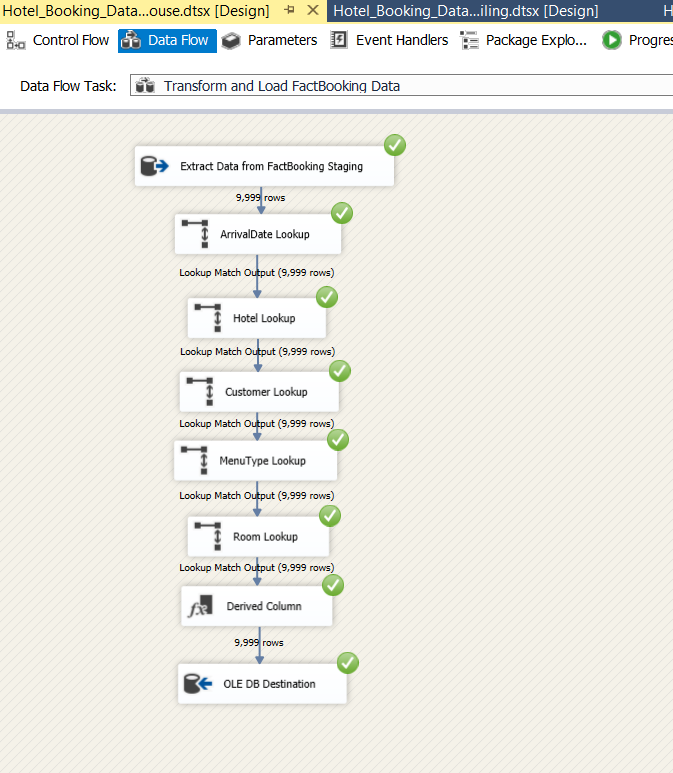 Hotel_Booking_Data...ouse.dtsx [Design] Hotel_Booking_Data...iling.dtsx [Design] H
Control Flow Data Flow Parameters Event Handlers Package Explo... Progres
Data Flow Task: Transform and Load FactBooking Data
Extract Data from FactBooking Staging
9,999 rows
ArrivalDate Lookup
Lookup Match Output (9,999 rows)
Hotel Lookup
Lookup Match Output (9,999 rows)
Customer Lookup
Lookup Match Output (9,999 rows)
MenuType Lookup
Lookup Match Output (9,999 rows)
Room Lookup
Lookup Match Output (9,999 rows)
fx Derived Column
9,999 rows
OLE DB Destination